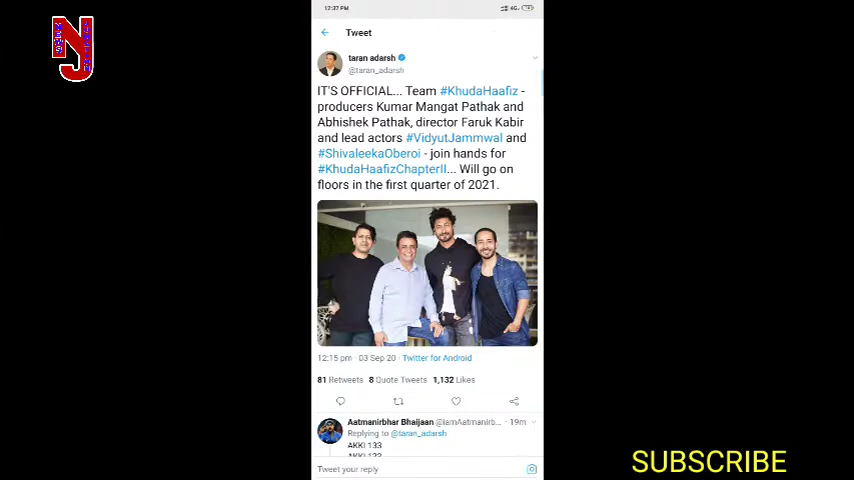 NJ
12:37 PM
4G
Tweet
taran adarsh
@taran_adarsh
IT'S OFFICIAL... Team #KhudaHaafiz -
producers Kumar Mangat Pathak and
Abhishek Pathak, director Faruk Kabir
and lead actors #VidyutJammwal and
#ShivaleekaOberoi - join hands for
#KhudaHaafizChapterII... Will go on
floors in the first quarter of 2021.
12:15 pm · 03 Sep 20 · Twitter for Android
81 Retweets 8 Quote Tweets 1,132 Likes
Aatmanirbhar Bhaijaan @IamAatmanirb... · 19m
Replying to @taran_adarsh
AKKI 133
Tweet your reply
SUBSCRIBE